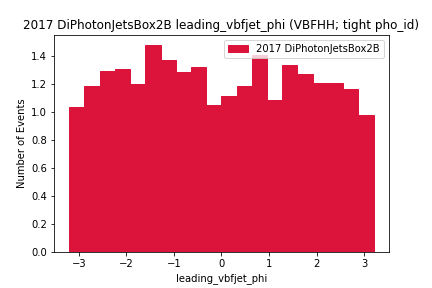 2017 DiPhotonJetsBox2B leading_vbfjet_phi (VBFHH; tight pho_id)
2017 DiPhotonJetsBox2B
Number of Events
1.4
1.2
1.0
0.8
0.6
0.4
0.2
0.0
−3 −2 −1 0 1 2 3
leading_vbfjet_phi